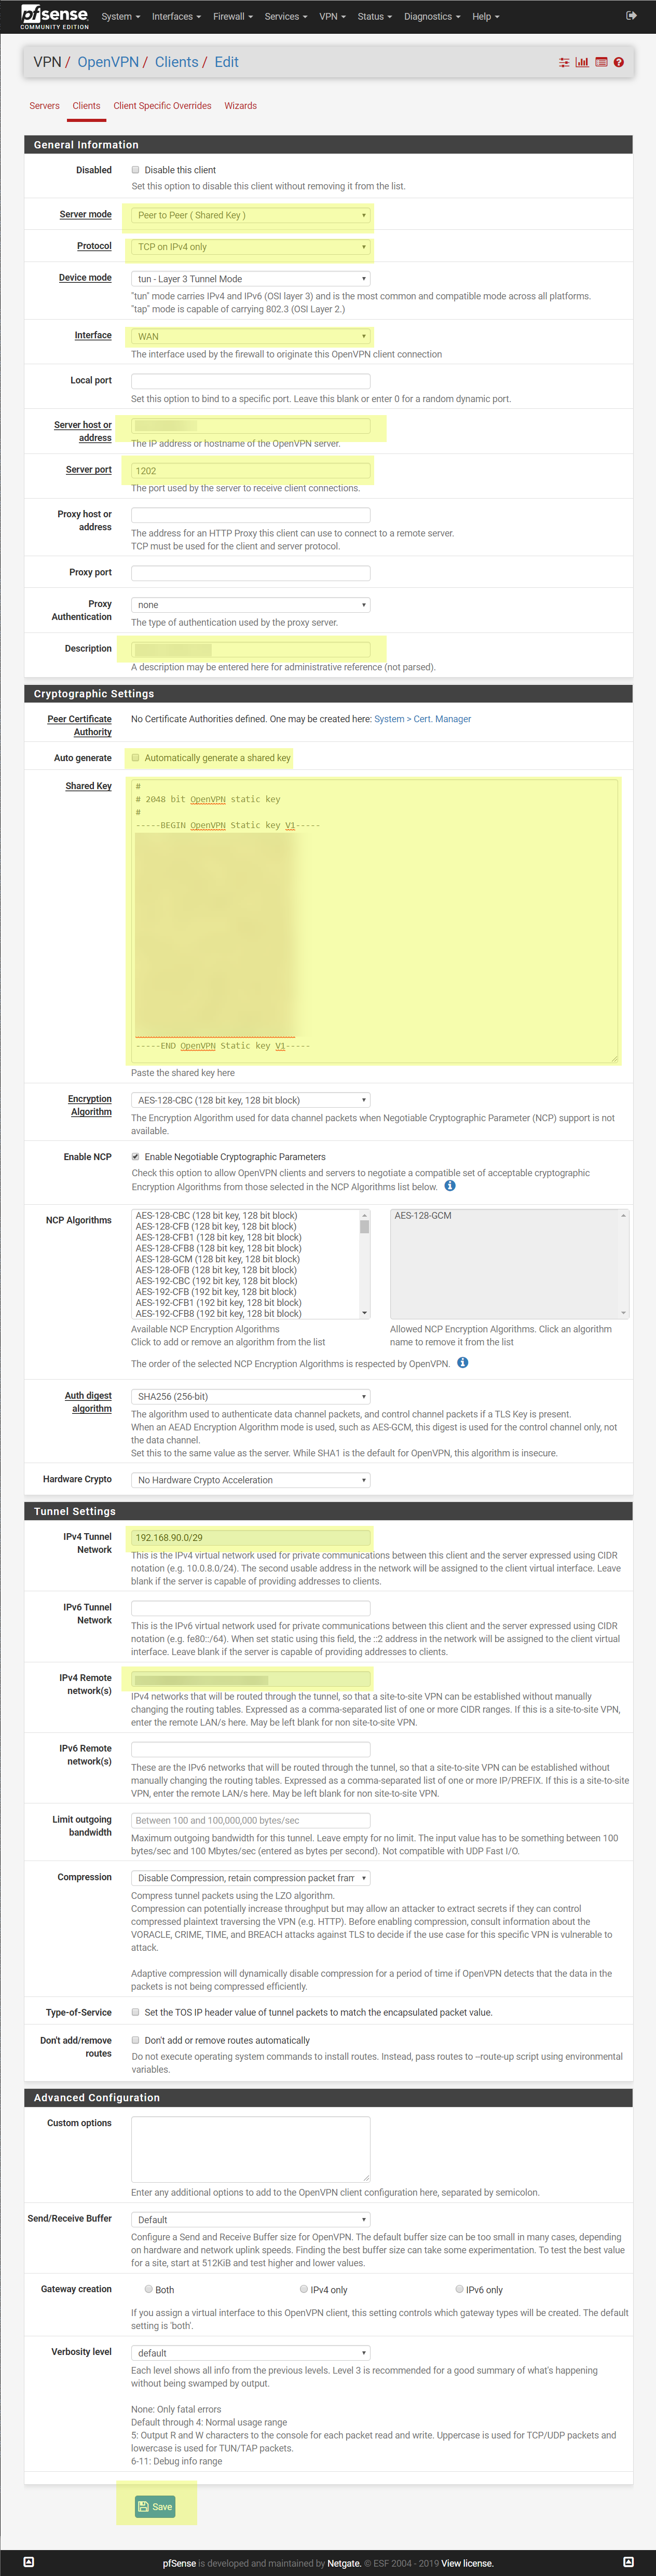 pfsense
COMMUNITY EDITION
System Interfaces Firewall Services VPN Status Diagnostics Help
VPN / OpenVPN / Clients / Edit
Servers Clients Client Specific Overrides Wizards
General Information
Disabled
Disable this client
Set this option to disable this client without removing it from the list.
Server mode
Peer to Peer ( Shared Key )
Protocol
TCP on IPv4 only
Device mode
tun - Layer 3 Tunnel Mode
"tun" mode carries IPv4 and IPv6 (OSI layer 3) and is the most common and compatible mode across all platforms.
"tap" mode is capable of carrying 802.3 (OSI Layer 2.)
Interface
WAN
The interface used by the firewall to originate this OpenVPN client connection
Local port
Set this option to bind to a specific port. Leave this blank or enter 0 for a random dynamic port.
Server host or
address
The IP address or hostname of the OpenVPN server.
Server port
1202
The port used by the server to receive client connections.
Proxy host or
address
The address for an HTTP Proxy this client can use to connect to a remote server.
TCP must be used for the client and server protocol.
Proxy port
Proxy
Authentication
none
The type of authentication used by the proxy server.
Description
A description may be entered here for administrative reference (not parsed).
Cryptographic Settings
Peer Certificate
Authority
No Certificate Authorities defined. One may be created here: System > Cert. Manager
Auto generate
Automatically generate a shared key
Shared Key
#
# 2048 bit OpenVPN static key
#
-----BEGIN OpenVPN Static key V1-----
-----END OpenVPN Static key V1-----
Paste the shared key here
Encryption
Algorithm
AES-128-CBC (128 bit key, 128 bit block)
The Encryption Algorithm used for data channel packets when Negotiable Cryptographic Parameter (NCP) support is not
available.
Enable NCP
Enable Negotiable Cryptographic Parameters
Check this option to allow OpenVPN clients and servers to negotiate a compatible set of acceptable cryptographic
Encryption Algorithms from those selected in the NCP Algorithms list below.
NCP Algorithms
AES-128-CBC (128 bit key, 128 bit block)
AES-128-CFB (128 bit key, 128 bit block)
AES-128-CFB1 (128 bit key, 128 bit block)
AES-128-CFB8 (128 bit key, 128 bit block)
AES-128-GCM (128 bit key, 128 bit block)
AES-128-OFB (128 bit key, 128 bit block)
AES-192-CBC (192 bit key, 128 bit block)
AES-192-CFB (192 bit key, 128 bit block)
AES-192-CFB1 (192 bit key, 128 bit block)
AES-192-CFB8 (192 bit key, 128 bit block)
AES-128-GCM
Available NCP Encryption Algorithms
Click to add or remove an algorithm from the list
Allowed NCP Encryption Algorithms. Click an algorithm
name to remove it from the list
The order of the selected NCP Encryption Algorithms is respected by OpenVPN.
Auth digest
algorithm
SHA256 (256-bit)
The algorithm used to authenticate data channel packets, and control channel packets if a TLS Key is present.
When an AEAD Encryption Algorithm mode is used, such as AES-GCM, this digest is used for the control channel only, not
the data channel.
Set this to the same value as the server. While SHA1 is the default for OpenVPN, this algorithm is insecure.
Hardware Crypto
No Hardware Crypto Acceleration
Tunnel Settings
IPv4 Tunnel
Network
192.168.90.0/29
This is the IPv4 virtual network used for private communications between this client and the server expressed using CIDR
notation (e.g. 10.0.8.0/24). The second usable address in the network will be assigned to the client virtual interface. Leave
blank if the server is capable of providing addresses to clients.
IPv6 Tunnel
Network
This is the IPv6 virtual network used for private communications between this client and the server expressed using CIDR
notation (e.g. fe80::/64). When set static using this field, the ::2 address in the network will be assigned to the client virtual
interface. Leave blank if the server is capable of providing addresses to clients.
IPv4 Remote
network(s)
IPv4 networks that will be routed through the tunnel, so that a site-to-site VPN can be established without manually
changing the routing tables. Expressed as a comma-separated list of one or more CIDR ranges. If this is a site-to-site VPN,
enter the remote LAN/s here. May be left blank for non site-to-site VPN.
IPv6 Remote
network(s)
These are the IPv6 networks that will be routed through the tunnel, so that a site-to-site VPN can be established without
manually changing the routing tables. Expressed as a comma-separated list of one or more IP/PREFIX. If this is a site-to-site
VPN, enter the remote LAN/s here. May be left blank for non site-to-site VPN.
Limit outgoing
bandwidth
Between 100 and 100,000,000 bytes/sec
Maximum outgoing bandwidth for this tunnel. Leave empty for no limit. The input value has to be something between 100
bytes/sec and 100 Mbytes/sec (entered as bytes per second). Not compatible with UDP Fast I/O.
Compression
Disable Compression, retain compression packet fram
Compress tunnel packets using the LZO algorithm.
Compression can potentially increase throughput but may allow an attacker to extract secrets if they can control
compressed plaintext traversing the VPN (e.g. HTTP). Before enabling compression, consult information about the
VORACLE, CRIME, TIME, and BREACH attacks against TLS to decide if the use case for this specific VPN is vulnerable to
attack.
Adaptive compression will dynamically disable compression for a period of time if OpenVPN detects that the data in the
packets is not being compressed efficiently.
Type-of-Service
Set the TOS IP header value of tunnel packets to match the encapsulated packet value.
Don't add/remove
routes
Don't add or remove routes automatically
Do not execute operating system commands to install routes. Instead, pass routes to --route-up script using environmental
variables.
Advanced Configuration
Custom options
Enter any additional options to add to the OpenVPN client configuration here, separated by semicolon.
Send/Receive Buffer
Default
Configure a Send and Receive Buffer size for OpenVPN. The default buffer size can be too small in many cases, depending
on hardware and network uplink speeds. Finding the best buffer size can take some experimentation. To test the best value
for a site, start at 512KiB and test higher and lower values.
Gateway creation
Both IPv4 only IPv6 only
If you assign a virtual interface to this OpenVPN client, this setting controls which gateway types will be created. The default
setting is 'both'.
Verbosity level
default
Each level shows all info from the previous levels. Level 3 is recommended for a good summary of what's happening
without being swamped by output.
None: Only fatal errors
Default through 4: Normal usage range
5: Output R and W characters to the console for each packet read and write. Uppercase is used for TCP/UDP packets and
lowercase is used for TUN/TAP packets.
6-11: Debug info range
Save
pfSense is developed and maintained by Netgate. © ESF 2004 - 2019 View license.